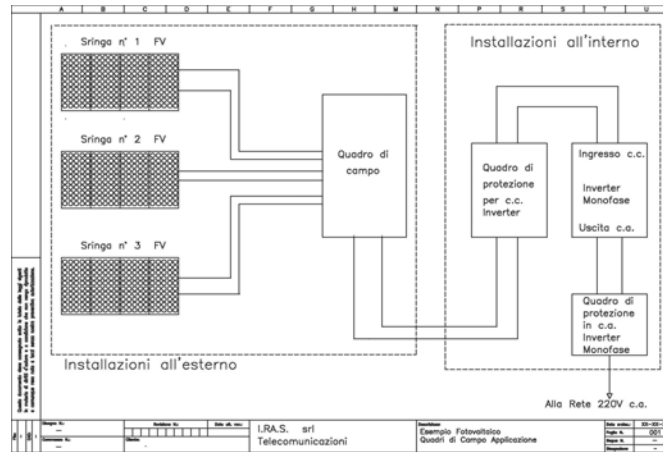 A B C D E F G H M N P R S T U
Sringa n° 1 FV
Sringa n° 2 FV
Sringa n° 3 FV
Quadro di
campo
Installazioni all'esterno
Installazioni all'interno
Quadro di
protezione
per c.c.
Inverter
Ingresso c.c.
Inverter
Monofase
Uscita c.a.
Quadro di
protezione
in c.a.
Inverter
Monofase
Alla Rete 220V c.a.
I.RA.S. srl
Telecomunicazioni
Esempio Fotovoltaico
Quadri di Campo Applicazione
001